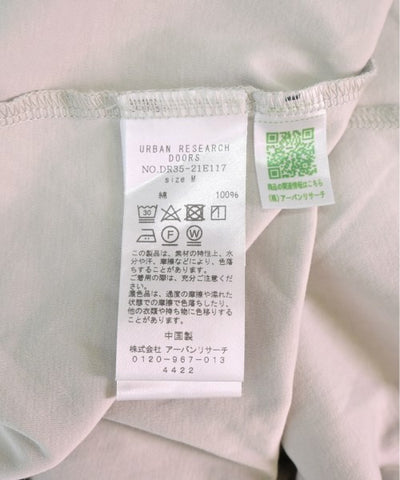 URBAN RESEARCH
DOORS
NO.DR35-21E117
size M
綿 100%
30
F W
この製品は、素材の特性上、水
分や汗、摩擦などにより、色落
ちすることがあります。
ご着用の際は、充分ご注意くだ
さい。
濃色品は、過度の摩擦や濡れた
状態での摩擦で色落ちしたり、
他の衣類や持ち物に色移りする
ことがあります。
中国製
株式会社 アーバンリサーチ
0120-967-013
4422
商品の関連情報はこちら
(株)アーバンリサーチ